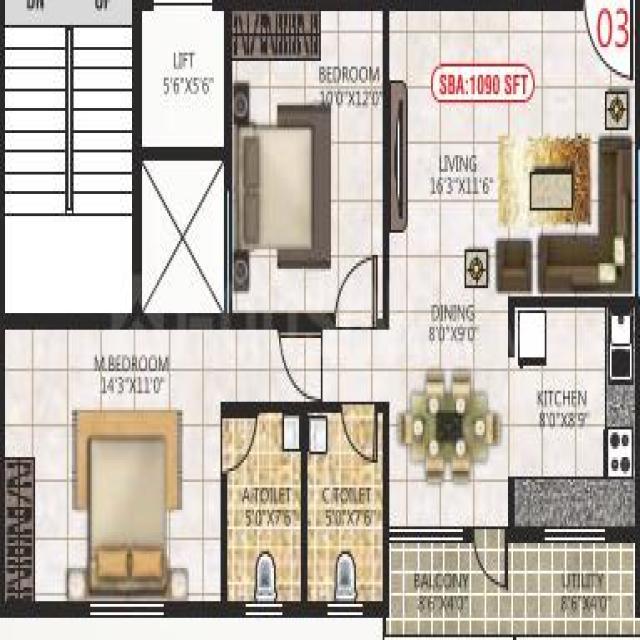 DN UP
03
LIFT
5'6"X5'6"
BEDROOM
10'0"X12'0"
SBA:1090 SFT
LIVING
16'3"X11'6"
DINING
8'0"X9'0"
M.BEDROOM
14'3"X11'0"
KITCHEN
8'0"X8'9"
A.TOILET
5'0"X7'6"
C.TOILET
5'0"X7'6"
BALCONY
8'6"X4'0"
UTILITY
8'6"X4'0"